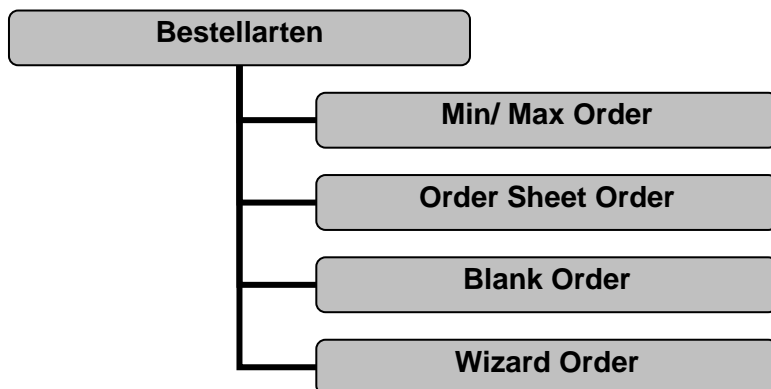 Bestellarten
Min/ Max Order
Order Sheet Order
Blank Order
Wizard Order